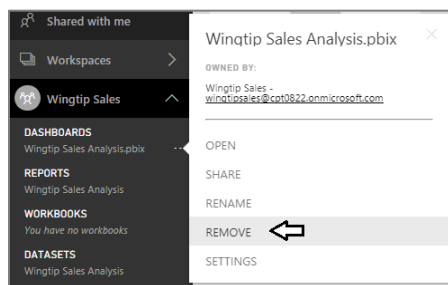 Shared with me
Workspaces
Wingtip Sales
DASHBOARDS
Wingtip Sales Analysis.pbix
REPORTS
Wingtip Sales Analysis
WORKBOOKS
You have no workbooks
DATASETS
Wingtip Sales Analysis
Wingtip Sales Analysis.pbix
OWNED BY:
Wingtip Sales -
wingtipsales@cpt0822.onmicrosoft.com
OPEN
SHARE
RENAME
REMOVE
SETTINGS